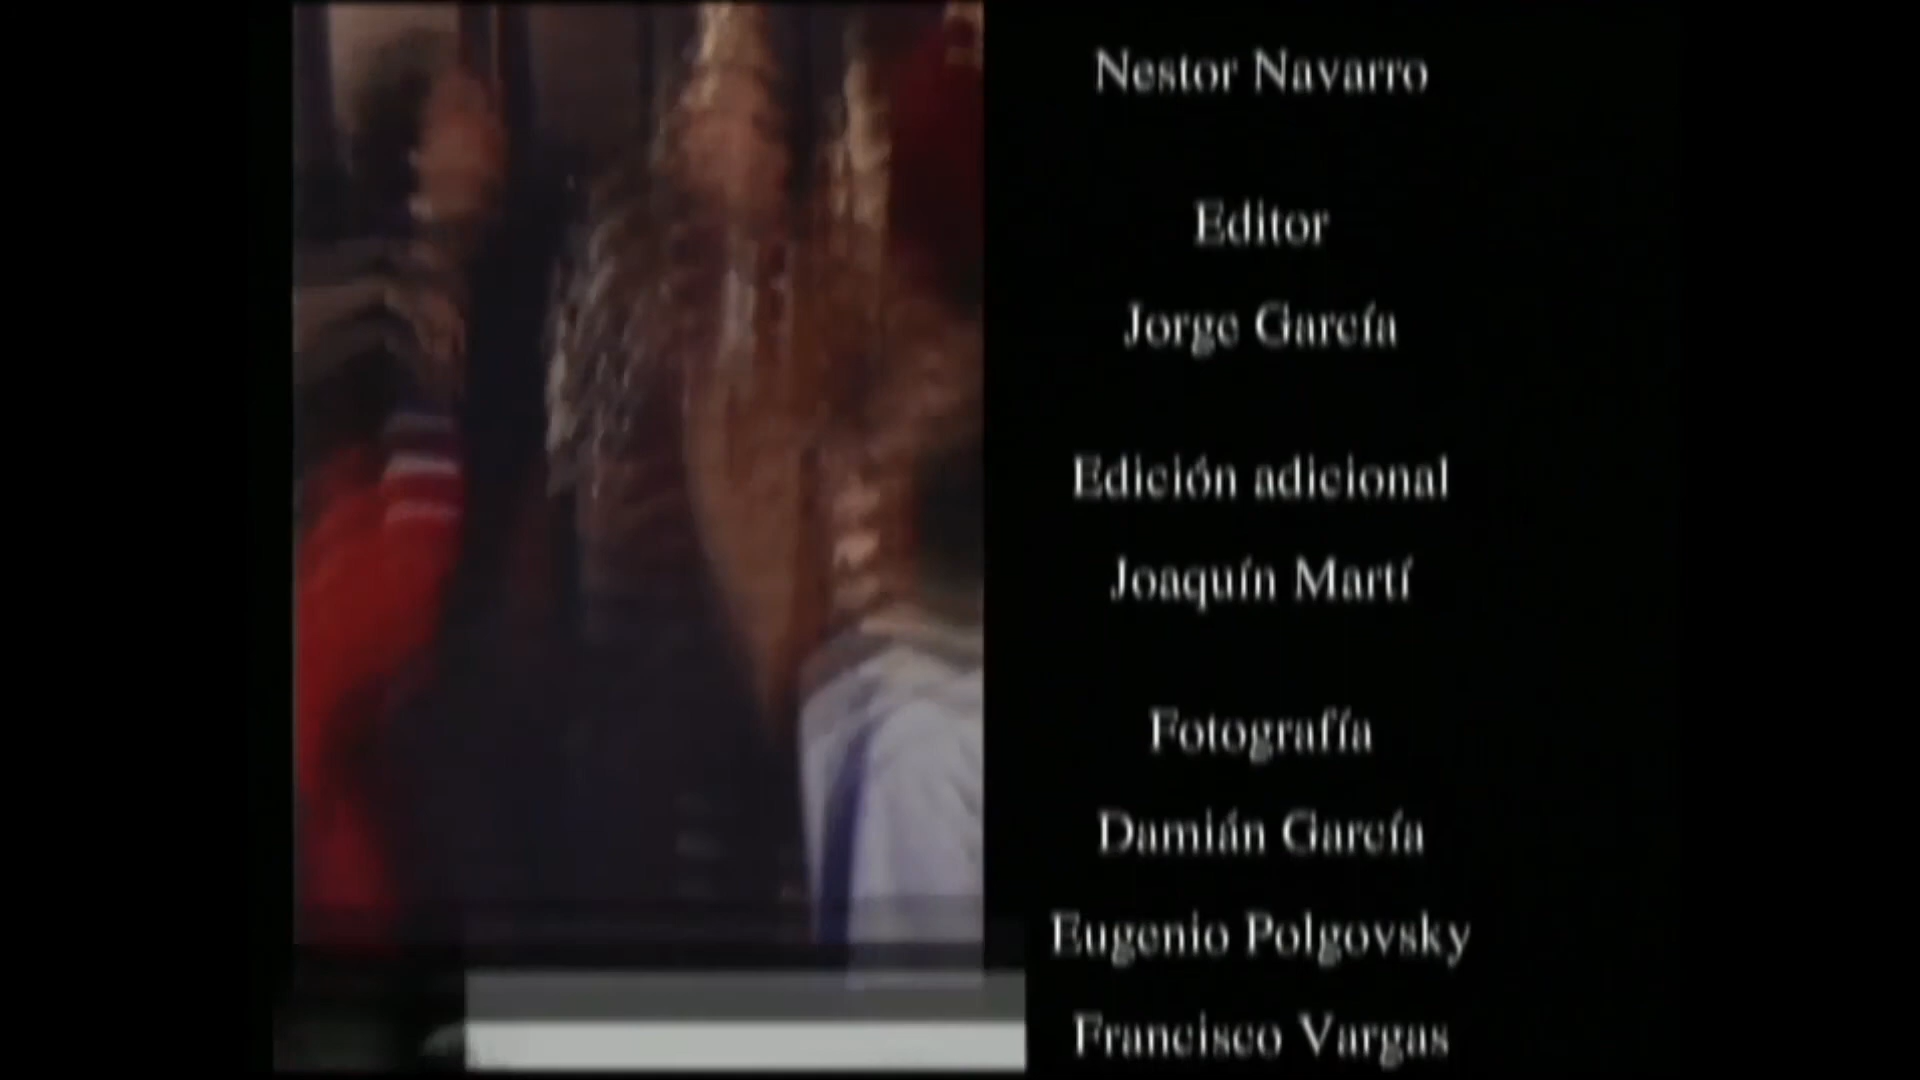 Nestor Navarro
Editor
Jorge García
Edición adicional
Joaquín Martí
Fotografía
Damián García
Eugenio Polgovsky
Francisco Vargas